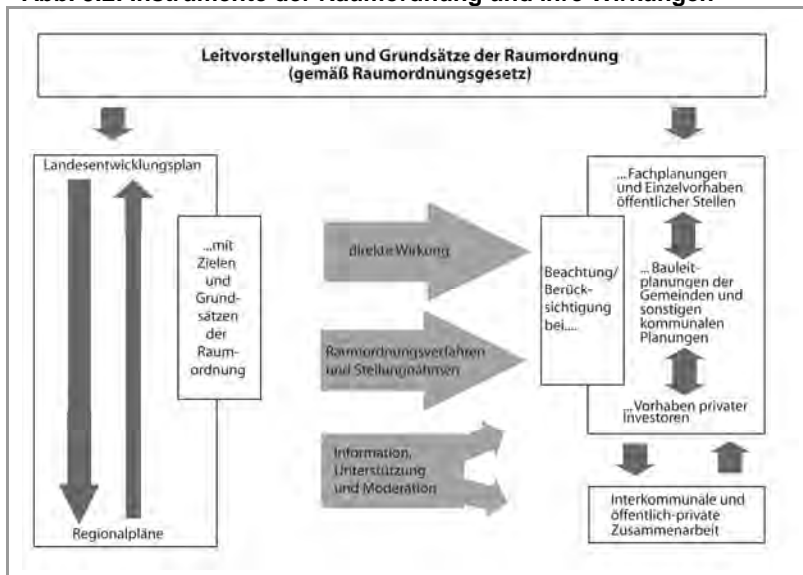 Abb. 3.2: Instrumente der Raumordnung und ihre Wirkungen
Leitvorstellungen und Grundsätze der Raumordnung
(gemäß Raumordnungsgesetz)
Landesentwicklungsplan
...mit
Zielen
und
Grund-
sätzen
der
Raum-
ordnung
Regionalpläne
direkte Wirkung
Raumordnungsverfahren
und Stellungnahmen
Information,
Unterstützung
und Moderation
Beachtung/
Berück-
sichtigung
bei....
...Fachplanungen
und Einzelvorhaben
öffentlicher Stellen
...Bauleit-
planungen der
Gemeinden und
sonstigen
kommunalen
Planungen
...Vorhaben privater
Investoren
Interkommunale und
öffentlich-private
Zusammenarbeit